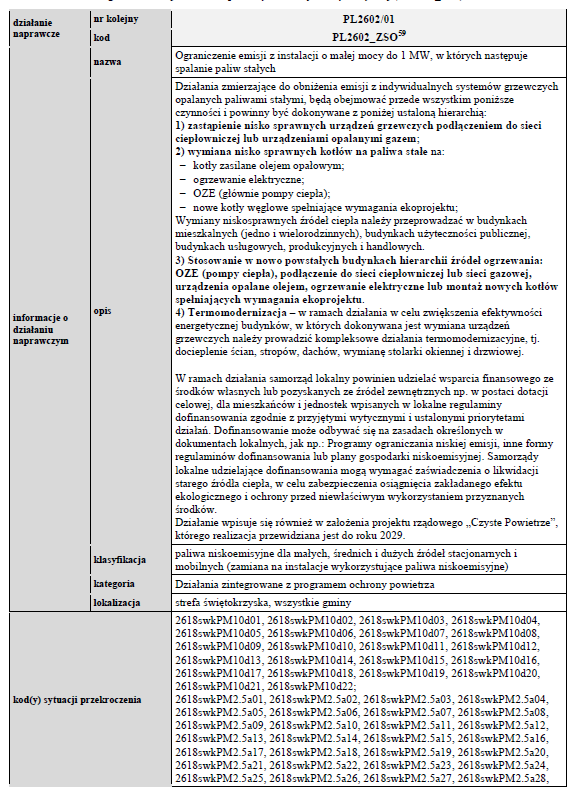 działanie naprawcze
nr kolejny
PL2602/01
kod
PL2602_ZSO59
informacje o działaniu naprawczym
nazwa
Ograniczenie emisji z instalacji o małej mocy do 1 MW, w których następuje
spalanie paliw stałych
opis
Działania zmierzające do obniżenia emisji z indywidualnych systemów grzewczych
opalanych paliwami stałymi, będą obejmować przede wszystkim poniższe
czynności i powinny być dokonywane z poniżej ustaloną hierarchią:
1) zastąpienie nisko sprawnych urządzeń grzewczych podłączeniem do sieci
ciepłowniczej lub urządzeniami opalanymi gazem;
2) wymiana nisko sprawnych kotłów na paliwa stałe na:
– kotły zasilane olejem opałowym;
– ogrzewanie elektryczne;
– OZE (głównie pompy ciepła);
– nowe kotły węglowe spełniające wymagania ekoprojektu;
Wymiany niskosprawnych źródeł ciepła należy przeprowadzać w budynkach
mieszkalnych (jedno i wielorodzinnych), budynkach użyteczności publicznej,
budynkach usługowych, produkcyjnych i handlowych.
3) Stosowanie w nowo powstałych budynkach hierarchii źródeł ogrzewania:
OZE (pompy ciepła), podłączenie do sieci ciepłowniczej lub sieci gazowej,
urządzenia opalane olejem, ogrzewanie elektryczne lub montaż nowych kotłów
spełniających wymagania ekoprojektu.
4) Termomodernizacja – w ramach działania w celu zwiększenia efektywności
energetycznej budynków, w których dokonywana jest wymiana urządzeń
grzewczych należy prowadzić kompleksowe działania termomodernizacyjne, tj.
docieplenie ścian, stropów, dachów, wymianę stolarki okiennej i drzwiowej.
W ramach działania samorząd lokalny powinien udzielać wsparcia finansowego ze
środków własnych lub pozyskanych ze źródeł zewnętrznych np. w postaci dotacji
celowej, dla mieszkańców i jednostek wpisanych w lokalne regulaminy
dofinansowania zgodnie z przyjętymi wytycznymi i ustalonymi priorytetami
działań. Dofinansowanie może odbywać się na zasadach określonych w
dokumentach lokalnych, jak np.: Programy ograniczania niskiej emisji, inne formy
regulaminów dofinansowania lub plany gospodarki niskoemisyjnej. Samorządy
lokalne udzielające dofinansowania mogą wymagać zaświadczenia o likwidacji
starego źródła ciepła, w celu zabezpieczenia osiągnięcia zakładanego efektu
ekologicznego i ochrony przed niewłaściwym wykorzystaniem przyznanych
środków.
Działanie wpisuje się również w założenia projektu rządowego „Czyste Powietrze”,
którego realizacja przewidziana jest do roku 2029.
klasyfikacja
paliwa niskoemisyjne dla małych, średnich i dużych źródeł stacjonarnych i
mobilnych (zamiana na instalacje wykorzystujące paliwa niskoemisyjne)
kategoria
Działania zintegrowane z programem ochrony powietrza
lokalizacja
strefa świętokrzyska, wszystkie gminy
kod(y) sytuacji przekroczenia
2618swkPM10d01, 2618swkPM10d02, 2618swkPM10d03, 2618swkPM10d04,
2618swkPM10d05, 2618swkPM10d06, 2618swkPM10d07, 2618swkPM10d08,
2618swkPM10d09, 2618swkPM10d10, 2618swkPM10d11, 2618swkPM10d12,
2618swkPM10d13, 2618swkPM10d14, 2618swkPM10d15, 2618swkPM10d16,
2618swkPM10d17, 2618swkPM10d18, 2618swkPM10d19, 2618swkPM10d20,
2618swkPM10d21, 2618swkPM10d22;
2618swkPM2.5a01, 2618swkPM2.5a02, 2618swkPM2.5a03, 2618swkPM2.5a04,
2618swkPM2.5a05, 2618swkPM2.5a06, 2618swkPM2.5a07, 2618swkPM2.5a08,
2618swkPM2.5a09, 2618swkPM2.5a10, 2618swkPM2.5a11, 2618swkPM2.5a12,
2618swkPM2.5a13, 2618swkPM2.5a14, 2618swkPM2.5a15, 2618swkPM2.5a16,
2618swkPM2.5a17, 2618swkPM2.5a18, 2618swkPM2.5a19, 2618swkPM2.5a20,
2618swkPM2.5a21, 2618swkPM2.5a22, 2618swkPM2.5a23, 2618swkPM2.5a24,
2618swkPM2.5a25, 2618swkPM2.5a26, 2618swkPM2.5a27, 2618swkPM2.5a28,